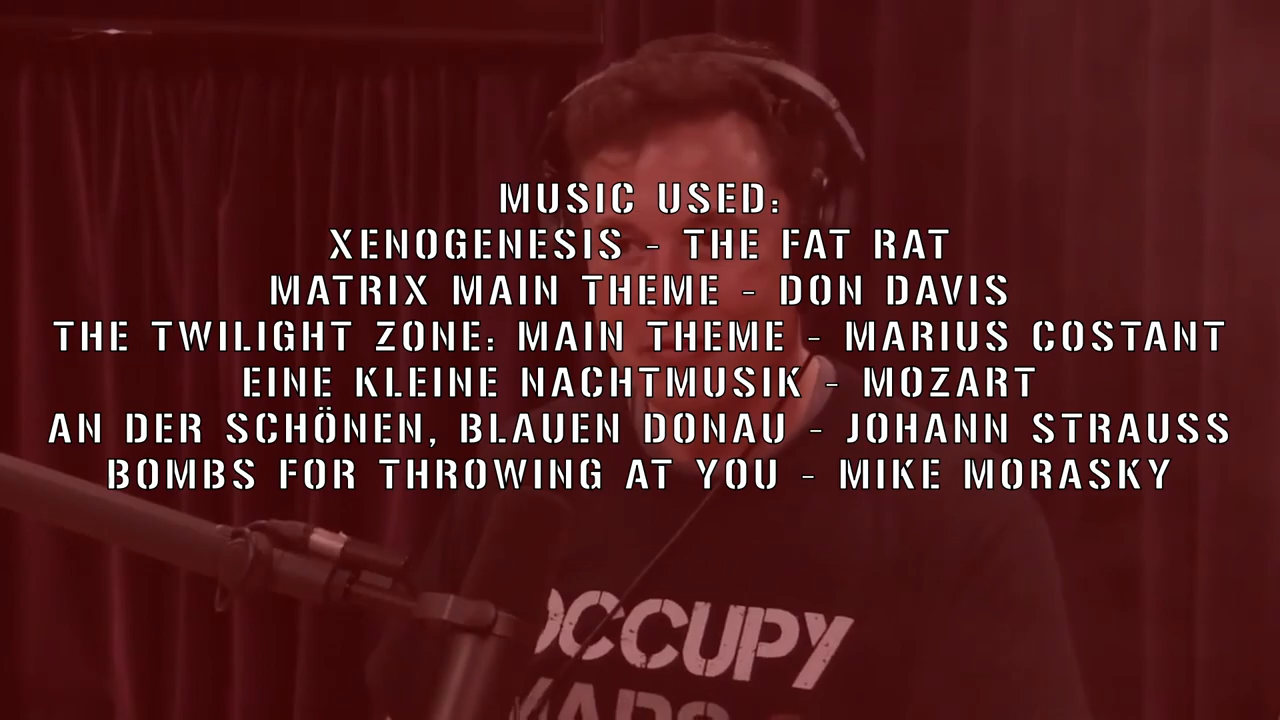 MUSIC USED:
XENOGENESIS - THE FAT RAT
MATRIX MAIN THEME - DON DAVIS
THE TWILIGHT ZONE: MAIN THEME - MARIUS COSTANT
EINE KLEINE NACHTMUSIK - MOZART
AN DER SCHÖNEN, BLAUEN DONAU - JOHANN STRAUSS
BOMBS FOR THROWING AT YOU - MIKE MORASKY
OCCUPY